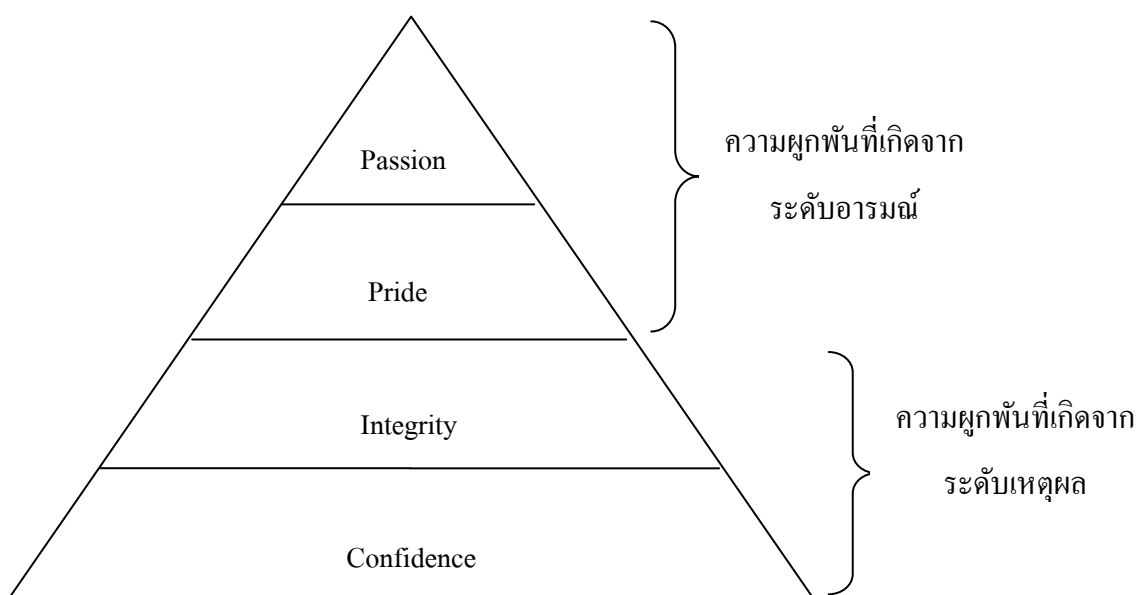 Passion
Pride
ความผูกพันที่เกิดจาก
ระดับอารมณ์
Integrity
Confidence
ความผูกพันที่เกิดจาก
ระดับเหตุผล